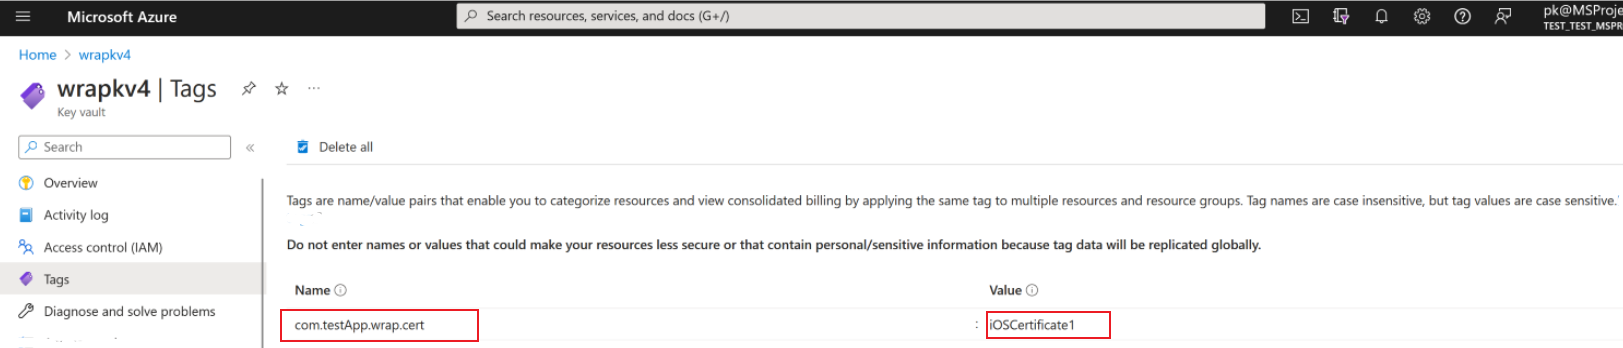 Microsoft Azure
Search resources, services, and docs (G+/)
pk@MSProje
TEST_TEST_MSPR
Home > wrapkv4
wrapkv4 | Tags
Key vault
Search
Delete all
Overview
Activity log
Access control (IAM)
Tags
Diagnose and solve problems
Tags are name/value pairs that enable you to categorize resources and view consolidated billing by applying the same tag to multiple resources and resource groups. Tag names are case insensitive, but tag values are case sensitive.
Do not enter names or values that could make your resources less secure or that contain personal/sensitive information because tag data will be replicated globally.
Name Value
com.testApp.wrap.cert : iOSCertificate1